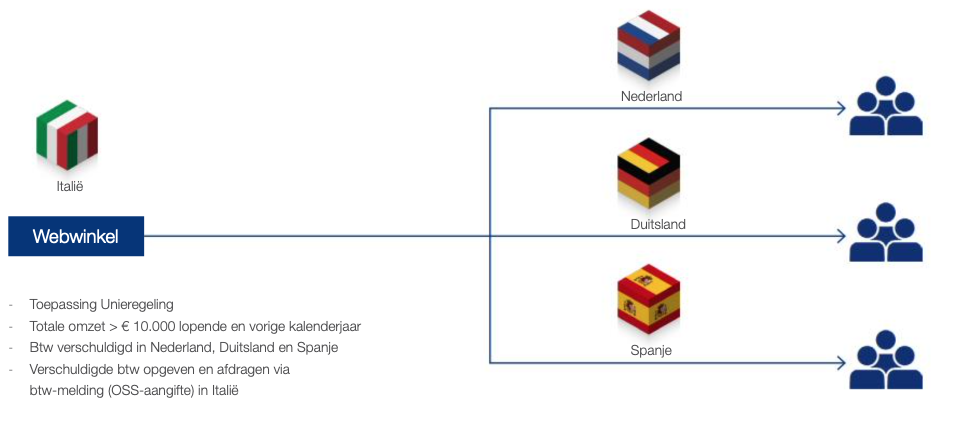 Nederland
Italië
Duitsland
Webwinkel
- Toepassing Unieregeling
- Totale omzet > € 10.000 lopende en vorige kalenderjaar
- Btw verschuldigd in Nederland, Duitsland en Spanje
- Verschuldigde btw opgeven en afdragen via
btw-melding (OSS-aangifte) in Italië
Spanje